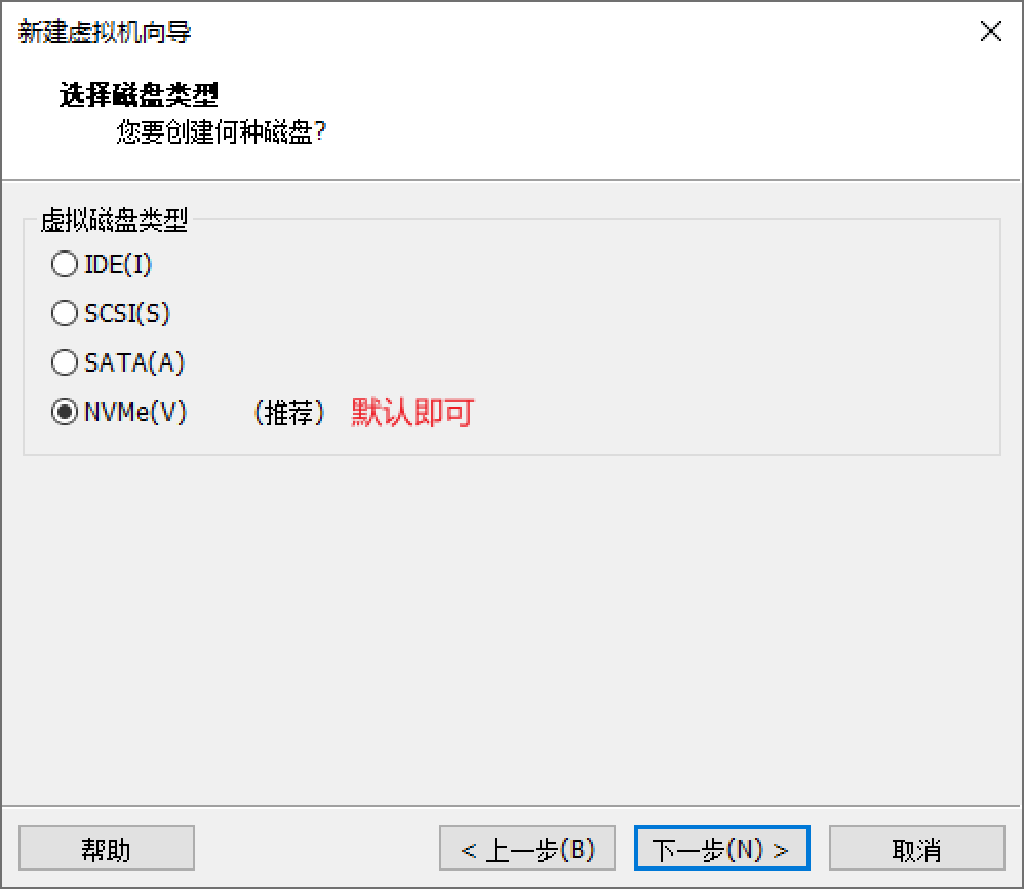 新建虚拟机向导
选择磁盘类型
您要创建何种磁盘?
虚拟磁盘类型
IDE(I)
SCSI(S)
SATA(A)
NVMe(V) (推荐) 默认即可
帮助 < 上一步(B) 下一步(N) > 取消